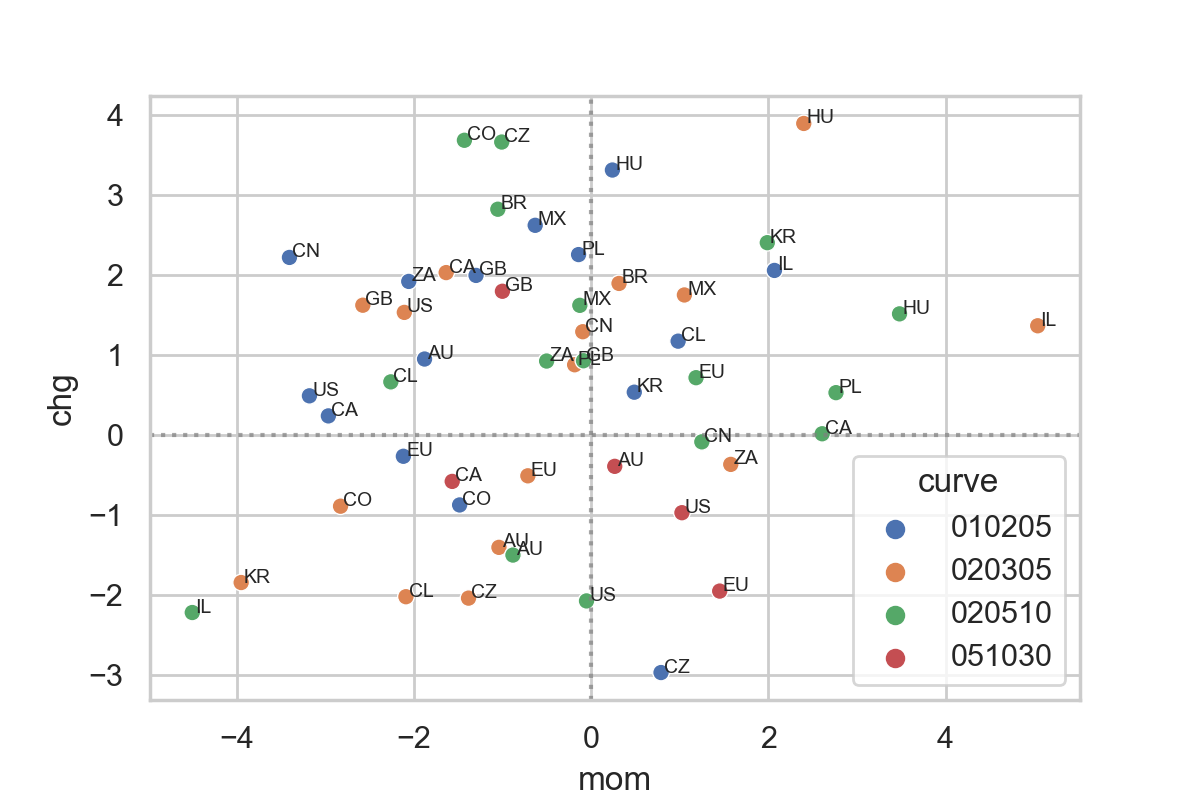 4
HU
CO
CZ
HU
3
BR
MX
KR
CN
PL
IL
2
ZA
CA
GB
BR
GB
MX
GB
US
MX
HU
CN
IL
CL
1
AU
ZA
PL
GB
CL
EU
US
KR
PL
CA
CA
chg
0
CN
EU
ZA
AU
CA
EU
curve
CO
CO
US
−1
010205
AU
AU
020305
KR
EU
−2
CL
CZ
US
IL
020510
CZ
051030
−3
−4
−2
0
2
4
mom